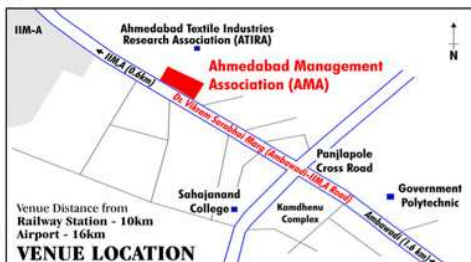 IIM-A
Ahmedabad Textile Industries
Research Association (ATIRA)
N
IIM,A (0.6km)
Ahmedabad Management
Association (AMA)
Dr. Vikram Sarabhai Marg (Ambawadi-IIM,A Road)
Panjlapole
Cross Road
Sahajanand
College
Kamdhenu
Complex
Government
Polytechnic
Ambawadi (1.6 km)
Venue Distance from
Railway Station - 10km
Airport - 16km
VENUE LOCATION